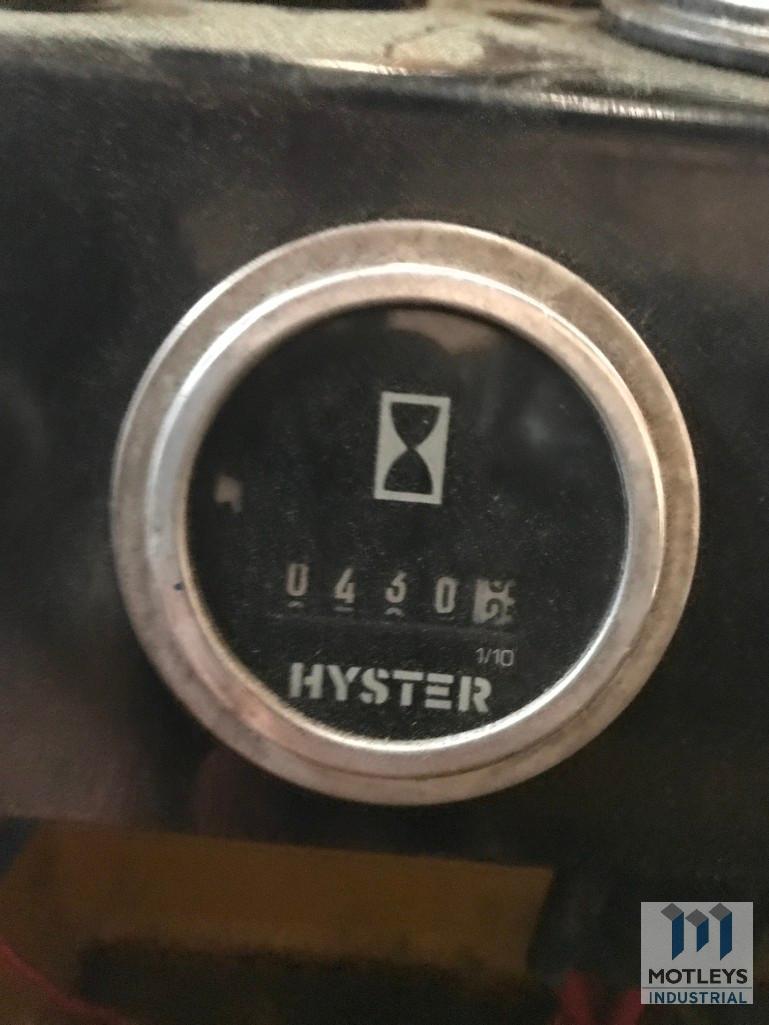 0430
1/10
HYSTER
MOTLEYS
INDUSTRIAL